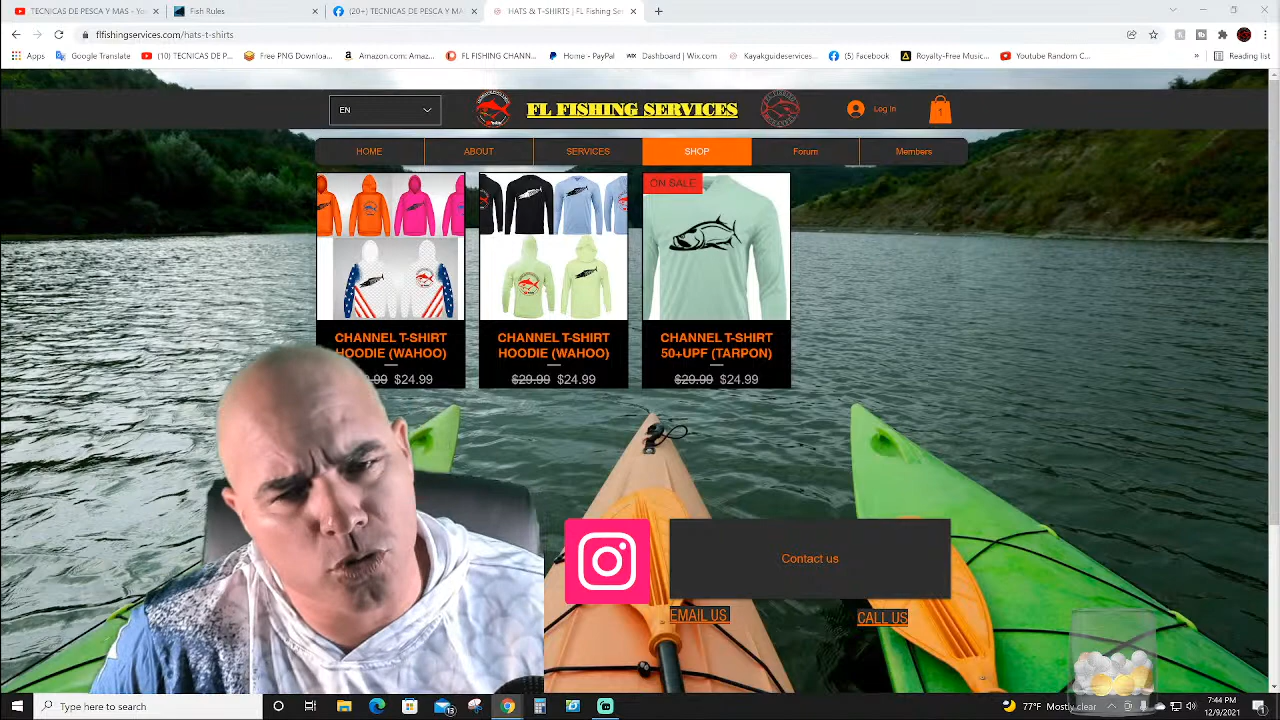 TECNICAS DE PESCA Y MAS - You
Fish Rules
(20+) TECNICAS DE PESCA Y MAS
HATS & T-SHIRTS | FL Fishing Ser
flfishingservices.com/hats-t-shirts
Apps
Google Translate
(10) TECNICAS DE P...
Free PNG Downloa...
Amazon.com: Amaz...
FL FISHING CHANN...
Home - PayPal
Dashboard | Wix.com
Kayakguideservices...
(5) Facebook
Royalty-Free Music...
Youtube Random C...
Reading list
EN
FL FISHING SERVICES
Log In
1
HOME
ABOUT
SERVICES
SHOP
Forum
Members
ON SALE
CHANNEL T-SHIRT
HOODIE (WAHOO)
$24.99
CHANNEL T-SHIRT
HOODIE (WAHOO)
$29.99 $24.99
CHANNEL T-SHIRT
50+UPF (TARPON)
$29.99 $24.99
Contact us
EMAIL US
CALL US
Type here to search
77°F Mostly clear
7:44 PM
12/9/2021